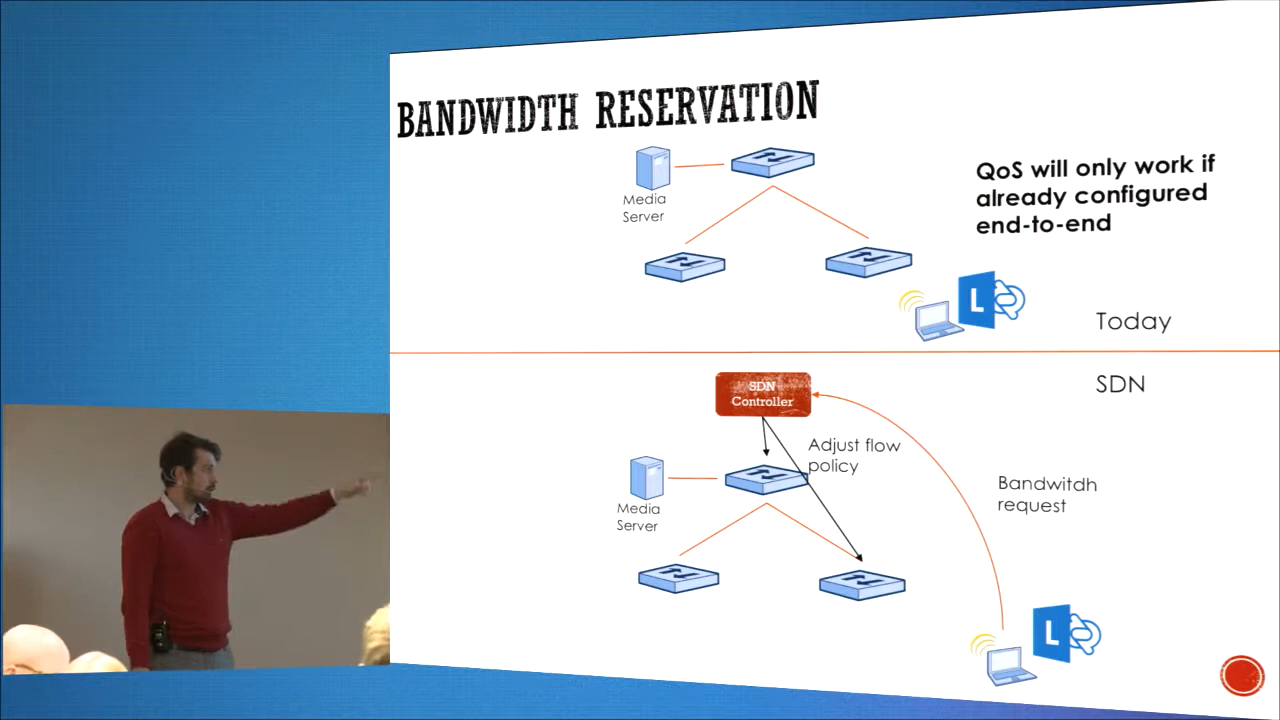 BANDWIDTH RESERVATION
Media
Server
QoS will only work if
already configured
end-to-end
L
Today
SDN
SDN
Controller
Adjust flow
policy
Media
Server
Bandwitdh
request
L